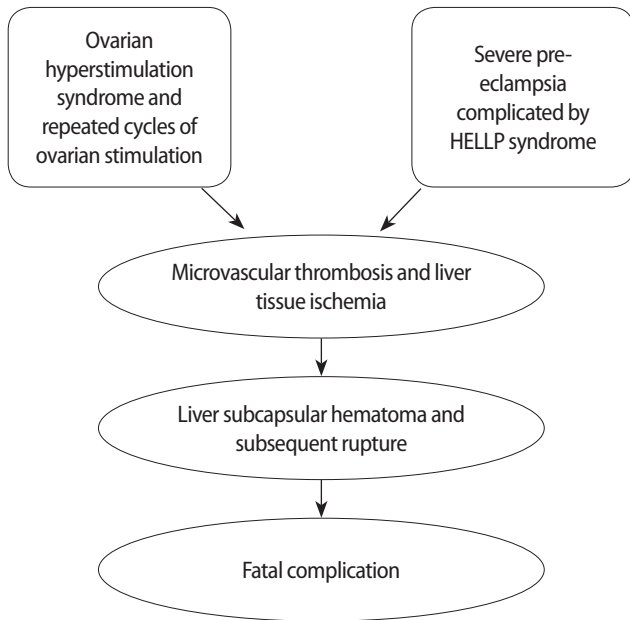 Ovarian
hyperstimulation
syndrome and
repeated cycles of
ovarian stimulation
Severe pre-
eclampsia
complicated by
HELLP syndrome
Microvascular thrombosis and liver
tissue ischemia
Liver subcapsular hematoma and
subsequent rupture
Fatal complication